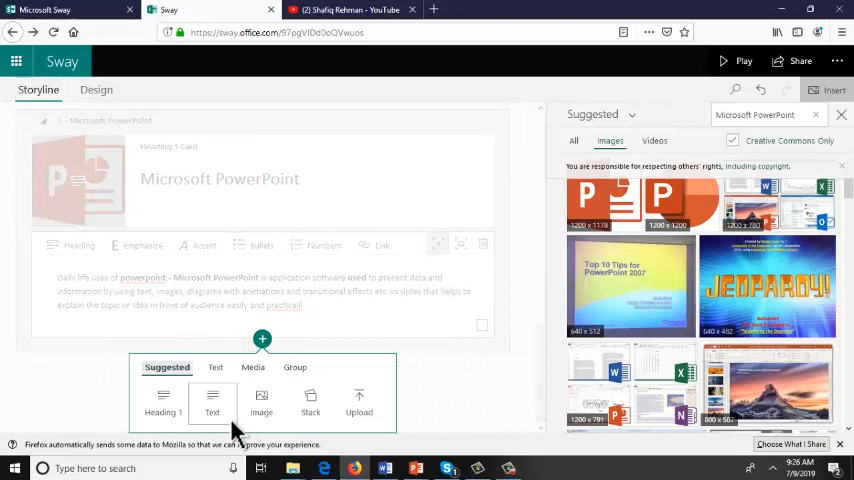 Microsoft Sway
Sway
(2) Shafiq Rehman - YouTube
https://sway.office.com/97pgVIDd0oQVwuos
Sway
Play
Share
Storyline
Design
Insert
3 - Microsoft PowerPoint
Heading 1 Card
Microsoft PowerPoint
Heading
Emphasize
Accent
Bullets
Numbers
Link
Daily life uses of powerpoint - Microsoft PowerPoint is application software used to present data and
information by using text, images, diagrams with animations and transitional effects etc. in slides that helps to
explain the topic or idea in front of audience easily and practicall
Suggested
Text
Media
Group
Heading 1
Text
Image
Stack
Upload
Suggested
Microsoft PowerPoint
All
Images
Videos
Creative Commons Only
You are responsible for respecting others' rights, including copyright.
1200 x 1178
1200 x 1200
1200 x 780
Top 10 Tips for
PowerPoint 2007
640 x 512
JEOPARDY!
640 x 482
1200 x 791
800 x 507
Firefox automatically sends some data to Mozilla so that we can improve your experience.
Choose What I Share
Type here to search
9:26 AM
7/9/2019